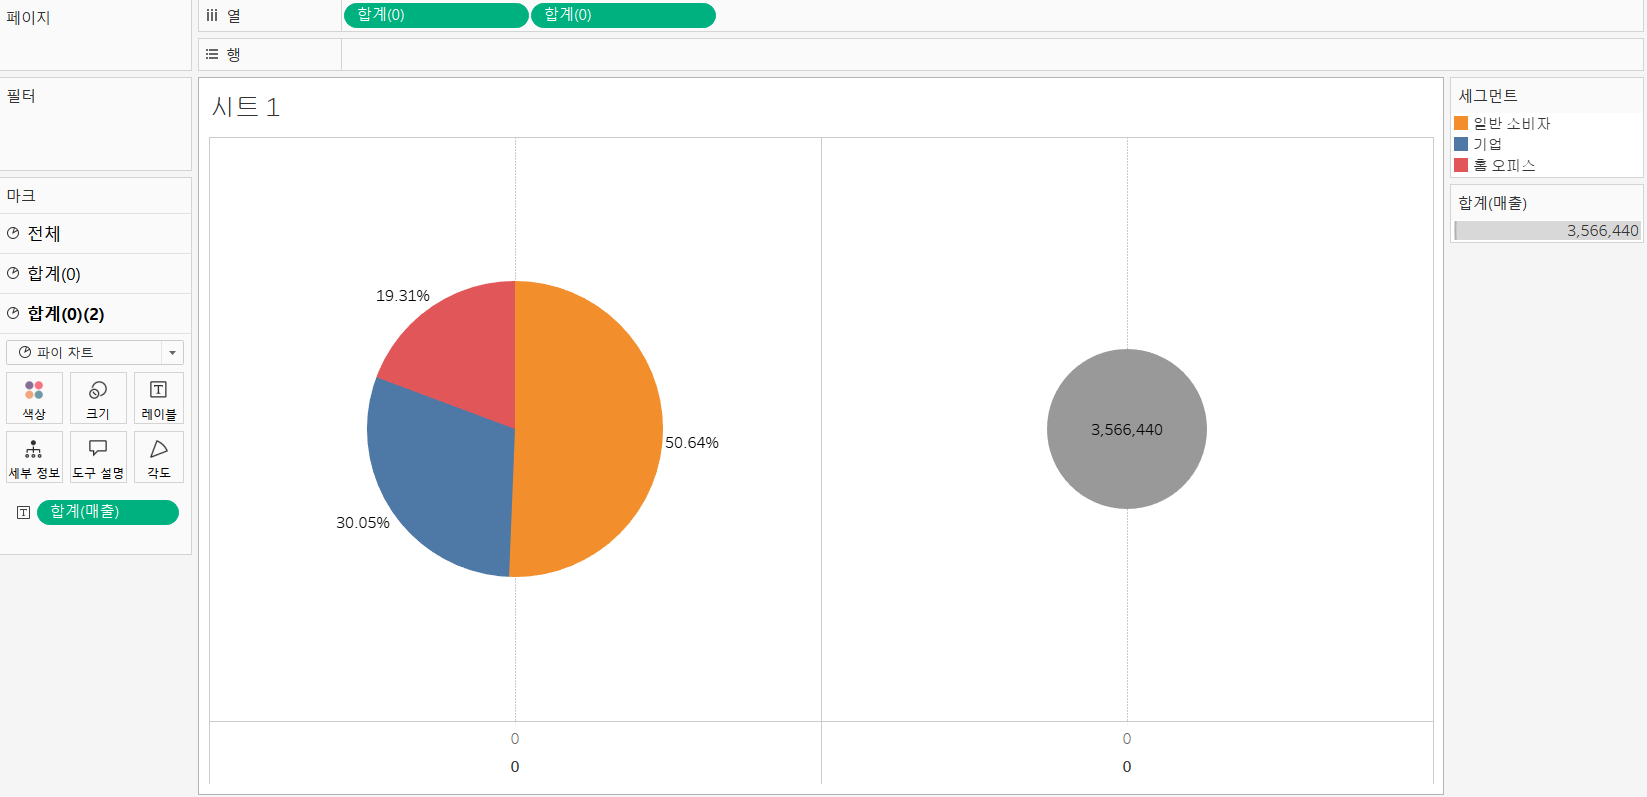 페이지
열
합계(0)
합계(0)
행
필터
마크
전체
합계(0)
합계(0)(2)
파이 차트
색상
크기
레이블
세부 정보
도구 설명
각도
합계(매출)
시트 1
19.31%
50.64%
30.05%
3,566,440
0
0
0
0
세그먼트
일반 소비자
기업
홈 오피스
합계(매출)
3,566,440